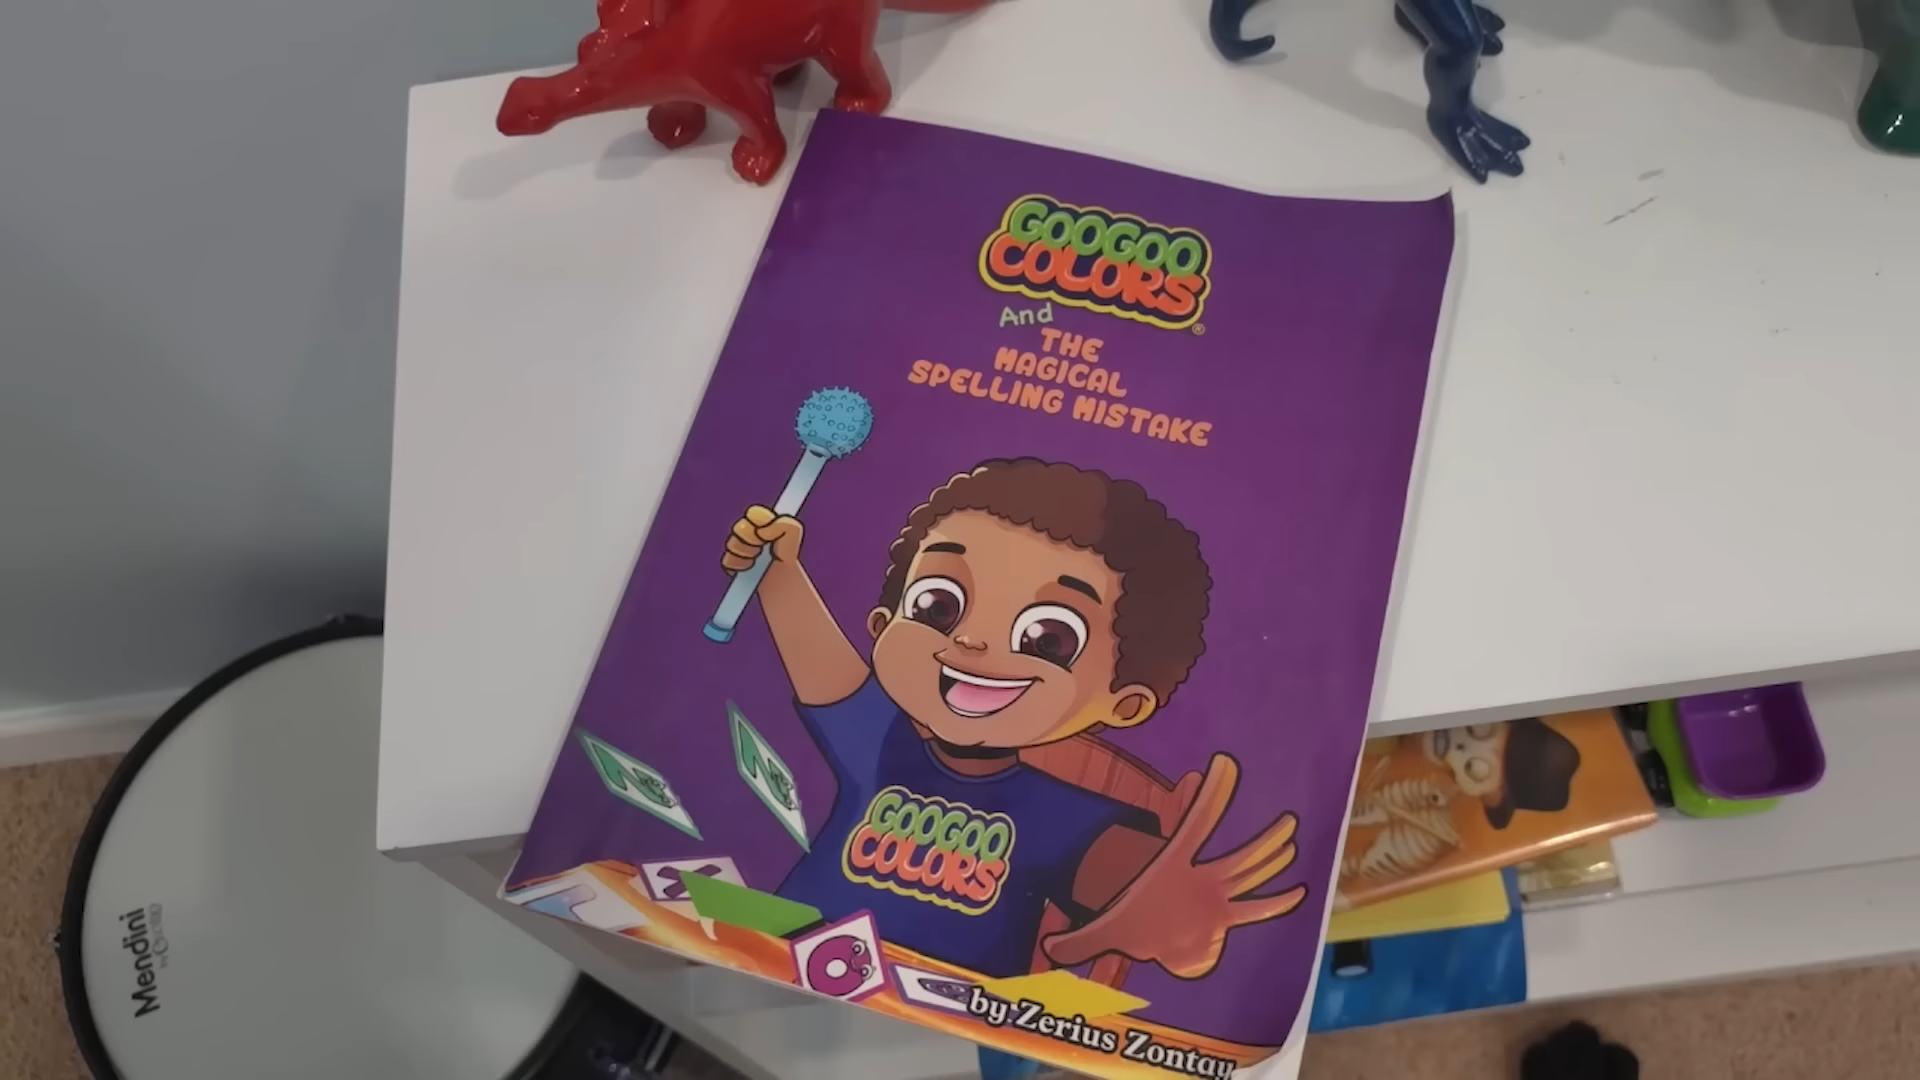 GOOGOO
COLORS
®
And
THE
MAGICAL
SPELLING MISTAKE
GOOGOO
COLORS
X
O
by Zerius Zontay
Mendini